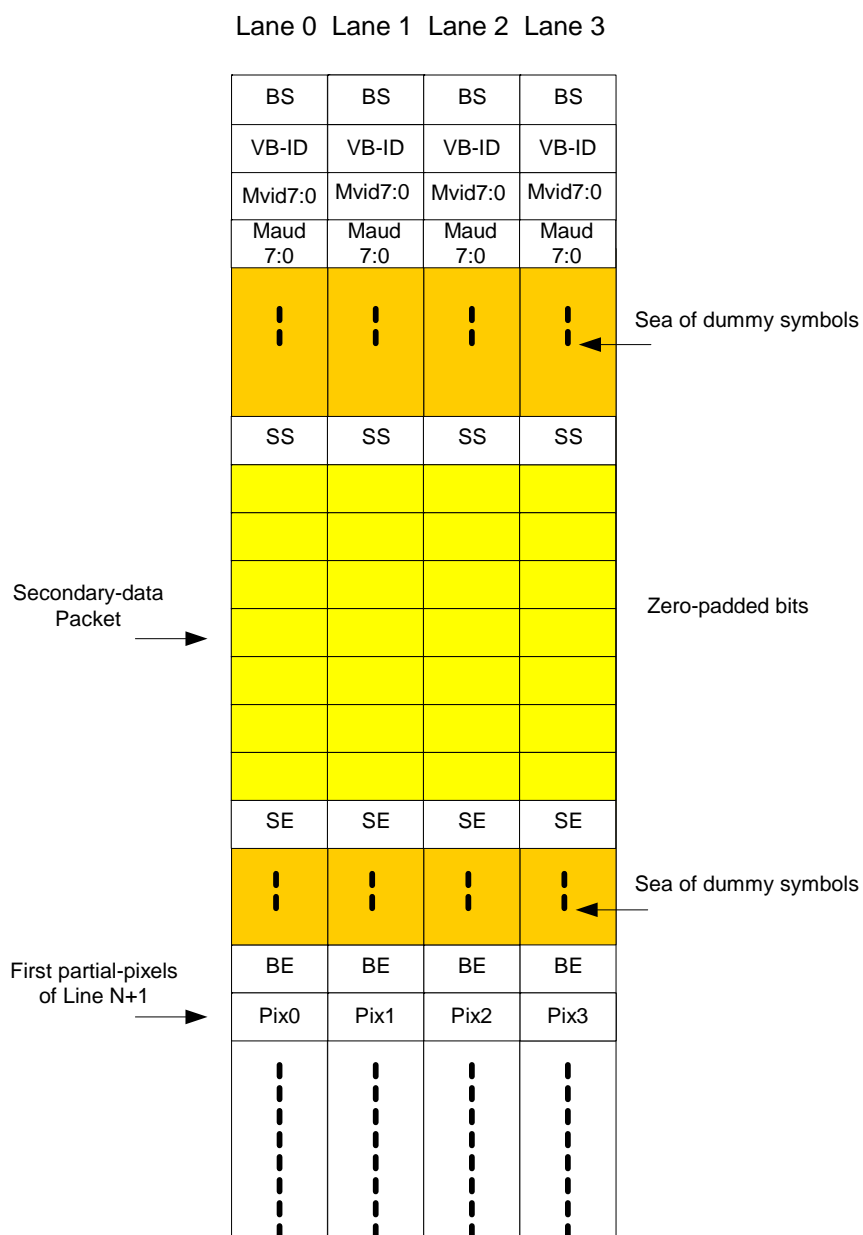 Lane 0 Lane 1 Lane 2 Lane 3
BS BS BS BS
VB-ID VB-ID VB-ID VB-ID
Mvid7:0 Mvid7:0 Mvid7:0 Mvid7:0
Maud Maud Maud Maud
7:0 7:0 7:0 7:0
Sea of dummy symbols
SS SS SS SS
Secondary-data
Packet
Zero-padded bits
SE SE SE SE
Sea of dummy symbols
BE BE BE BE
First partial-pixels
of Line N+1
Pix0 Pix1 Pix2 Pix3